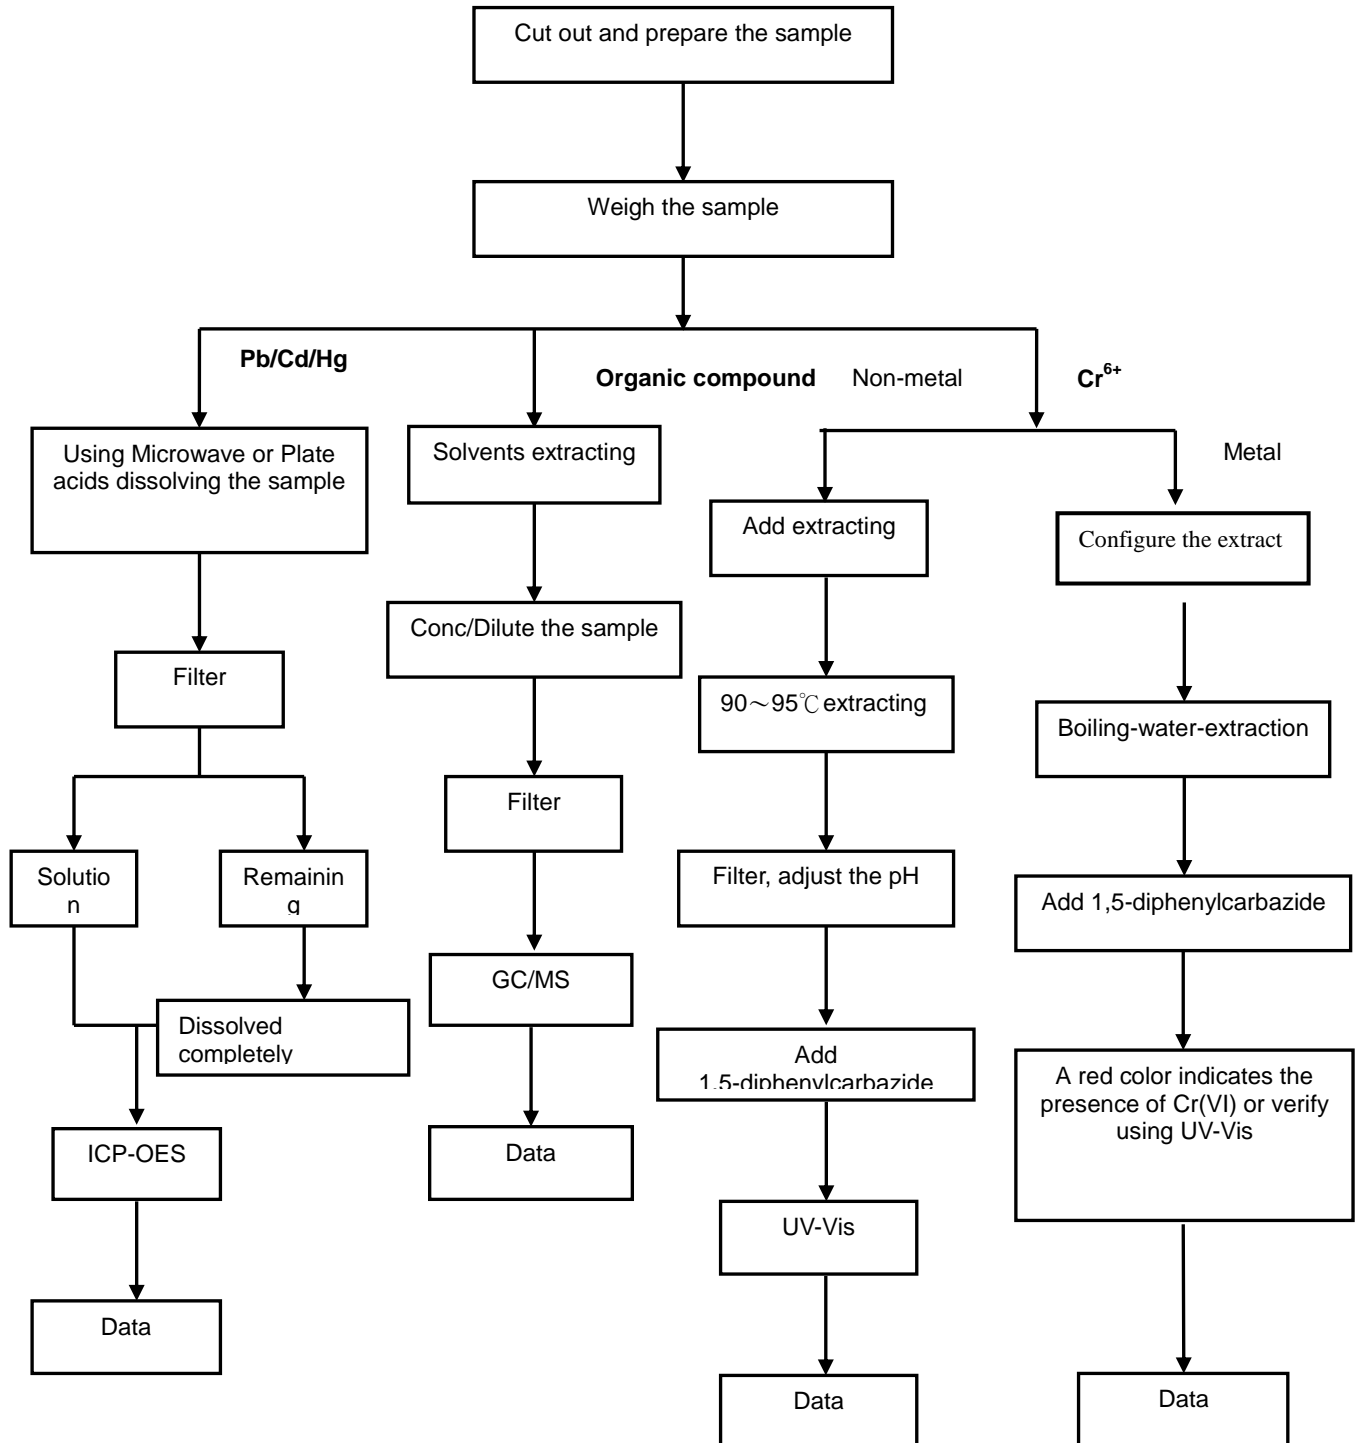 Cut out and prepare the sample
Weigh the sample
Pb/Cd/Hg
Organic compound
Non-metal
Cr6+
Metal
Using Microwave or Plate
acids dissolving the sample
Filter
Solutio
n
Remainin
g
Dissolved
completely
ICP-OES
Data
Solvents extracting
Conc/Dilute the sample
Filter
GC/MS
Data
Add extracting
90～95℃extracting
Filter, adjust the pH
Add
1,5-diphenylcarbazide
UV-Vis
Data
Configure the extract
Boiling-water-extraction
Add 1,5-diphenylcarbazide
A red color indicates the
presence of Cr(VI) or verify
using UV-Vis
Data